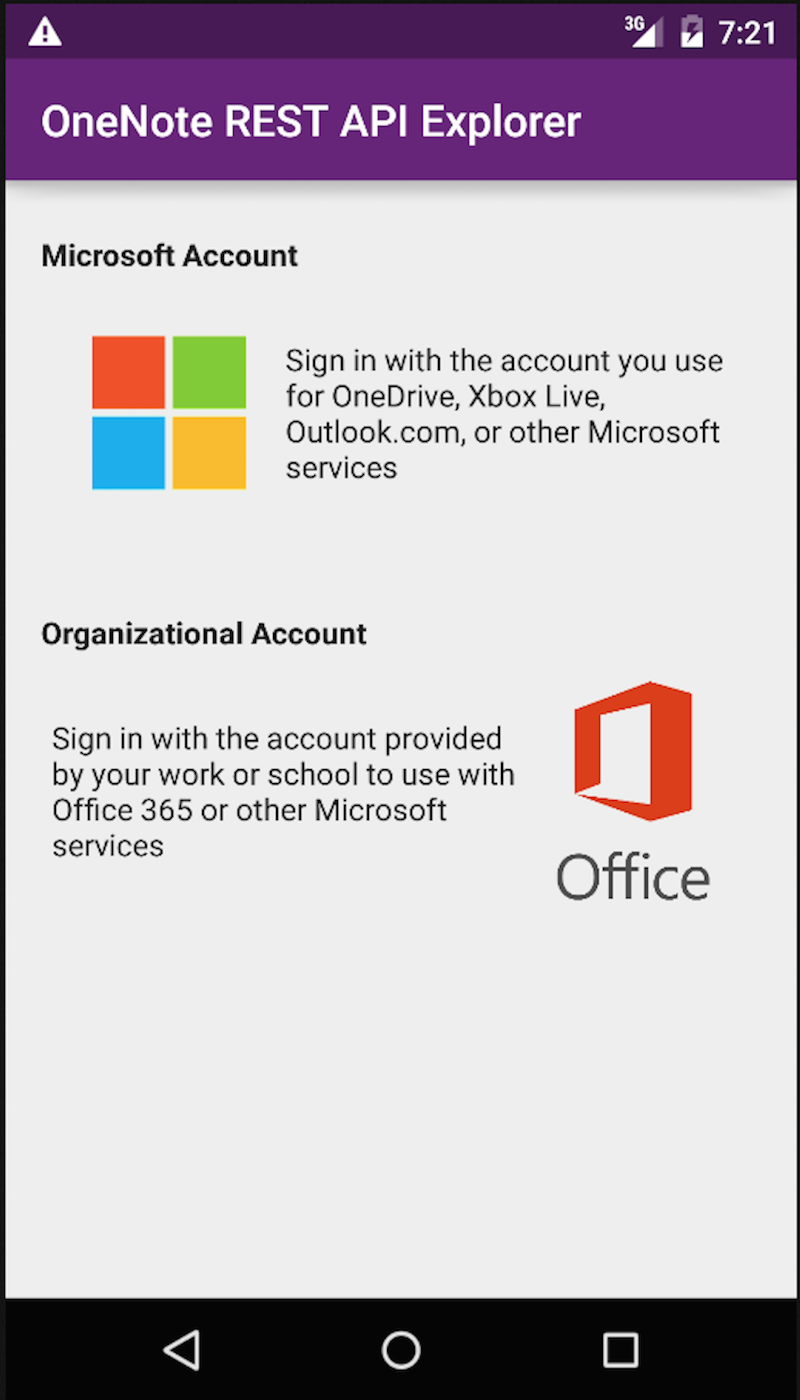 3G 7:21
OneNote REST API Explorer
Microsoft Account
Sign in with the account you use
for OneDrive, Xbox Live,
Outlook.com, or other Microsoft
services
Organizational Account
Sign in with the account provided
by your work or school to use with
Office 365 or other Microsoft
services
Office